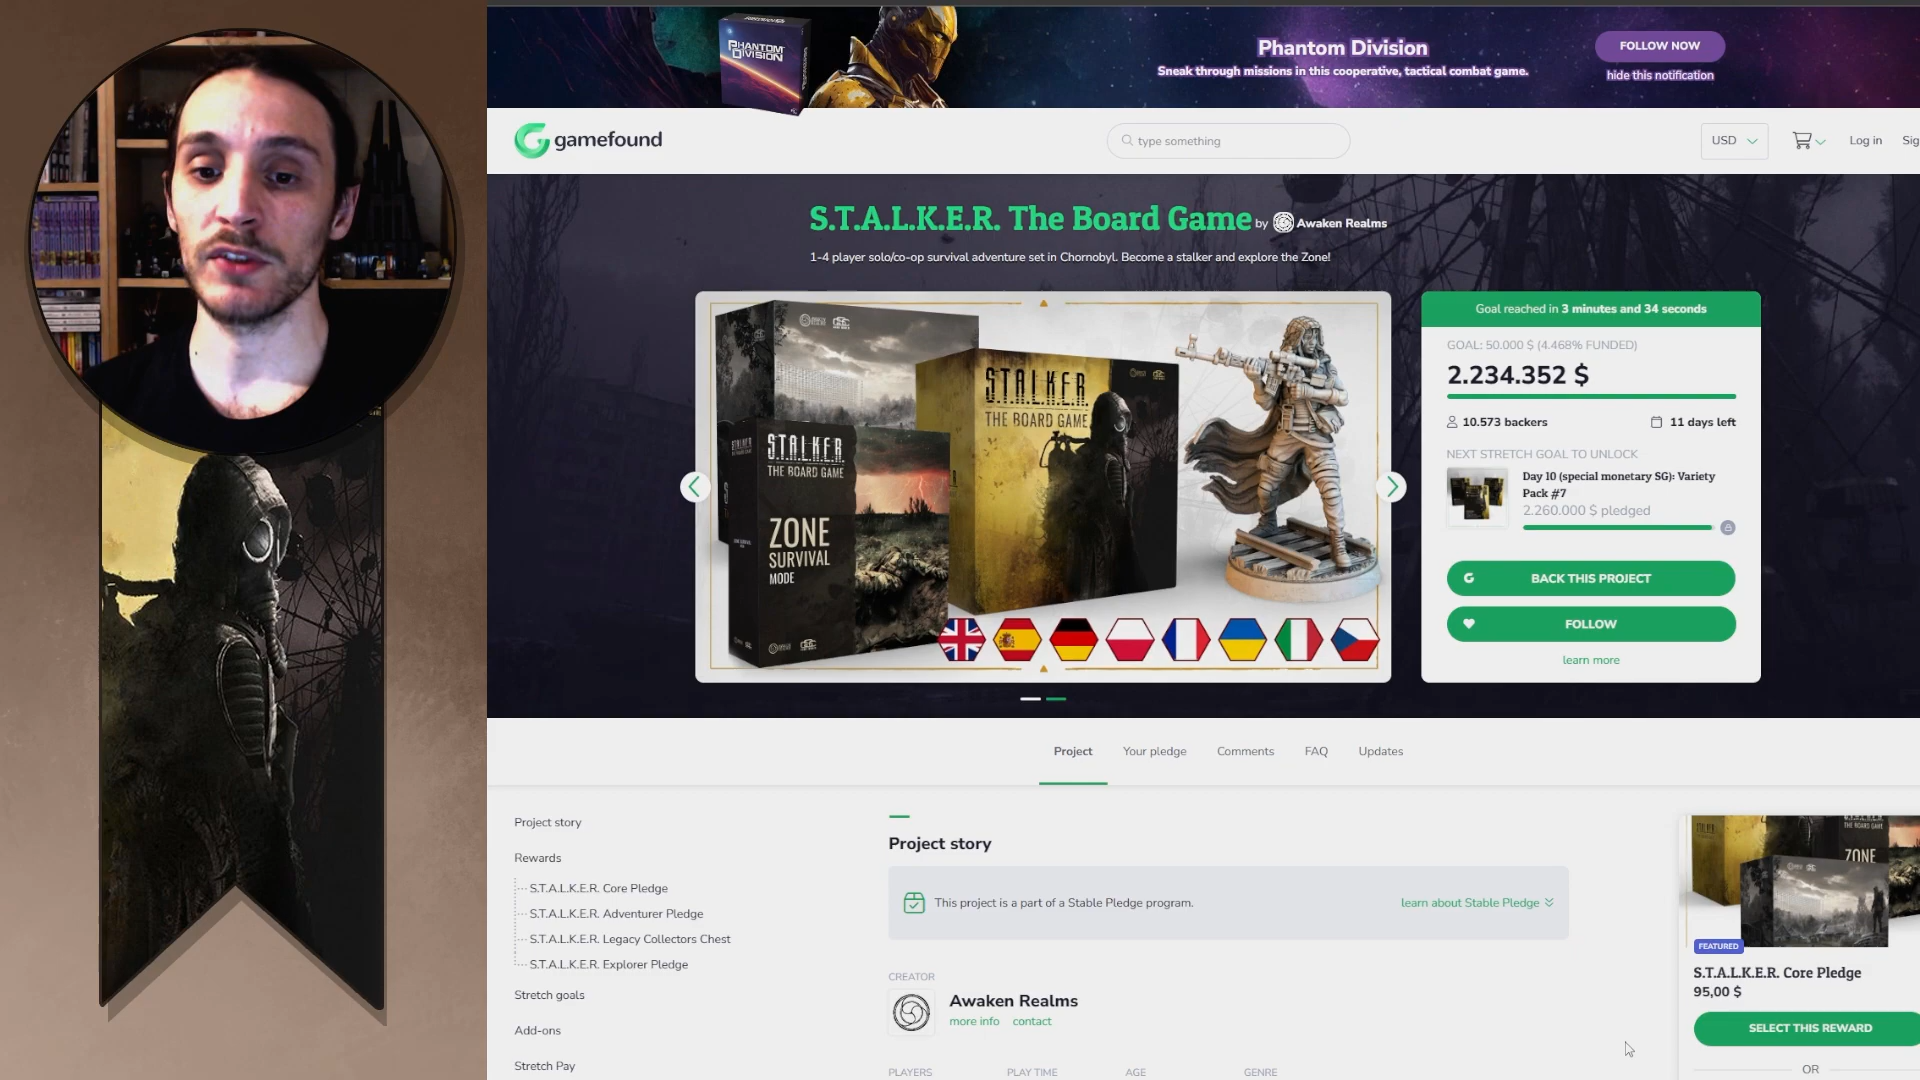 PHANTOM
DIVISION
Phantom Division
Sneak through missions in this cooperative, tactical combat game.
FOLLOW NOW
hide this notification
gamefound
type something
USD
Log in
Sig
S.T.A.L.K.E.R. The Board Game by Awaken Realms
1-4 player solo/co-op survival adventure set in Chornobyl. Become a stalker and explore the Zone!
S.T.A.L.K.E.R.
THE BOARD GAME
S.T.A.L.K.E.R.
THE BOARD GAME
ZONE
SURVIVAL
MODE
Goal reached in 3 minutes and 34 seconds
GOAL: 50.000 $ (4.468% FUNDED)
2.234.352 $
10.573 backers
11 days left
NEXT STRETCH GOAL TO UNLOCK
Day 10 (special monetary SG): Variety
Pack #7
2.260.000 $ pledged
BACK THIS PROJECT
FOLLOW
learn more
Project
Your pledge
Comments
FAQ
Updates
Project story
Rewards
S.T.A.L.K.E.R. Core Pledge
S.T.A.L.K.E.R. Adventurer Pledge
S.T.A.L.K.E.R. Legacy Collectors Chest
S.T.A.L.K.E.R. Explorer Pledge
Stretch goals
Add-ons
Stretch Pay
Project story
This project is a part of a Stable Pledge program.
learn about Stable Pledge
CREATOR
Awaken Realms
more info
contact
PLAYERS
PLAY TIME
AGE
GENRE
THE BOARD GAME
ZONE
FEATURED
S.T.A.L.K.E.R. Core Pledge
95,00 $
SELECT THIS REWARD
OR